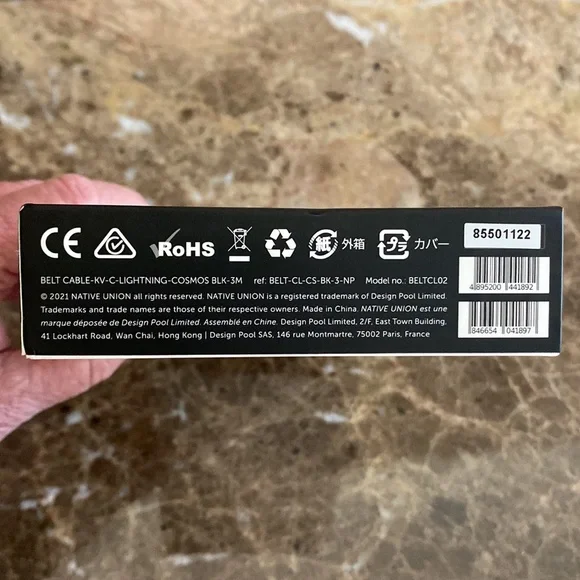 CE RoHS 紙 外箱 プラ カバー 85501122
BELT CABLE-KV-C-LIGHTNING-COSMOS BLK-3M ref: BELT-CL-CS-BK-3-NP Model no.: BELTCL02
© 2021 NATIVE UNION all rights reserved. NATIVE UNION is a registered trademark of Design Pool Limited.
Trademarks and trade names are those of their respective owners. Made in China. NATIVE UNION est une
marque déposée de Design Pool Limited. Assemblé en Chine. Design Pool Limited, 2/F, East Town Building,
41 Lockhart Road, Wan Chai, Hong Kong | Design Pool SAS, 146 rue Montmartre, 75002 Paris, France
4895200 441892
846654 041897